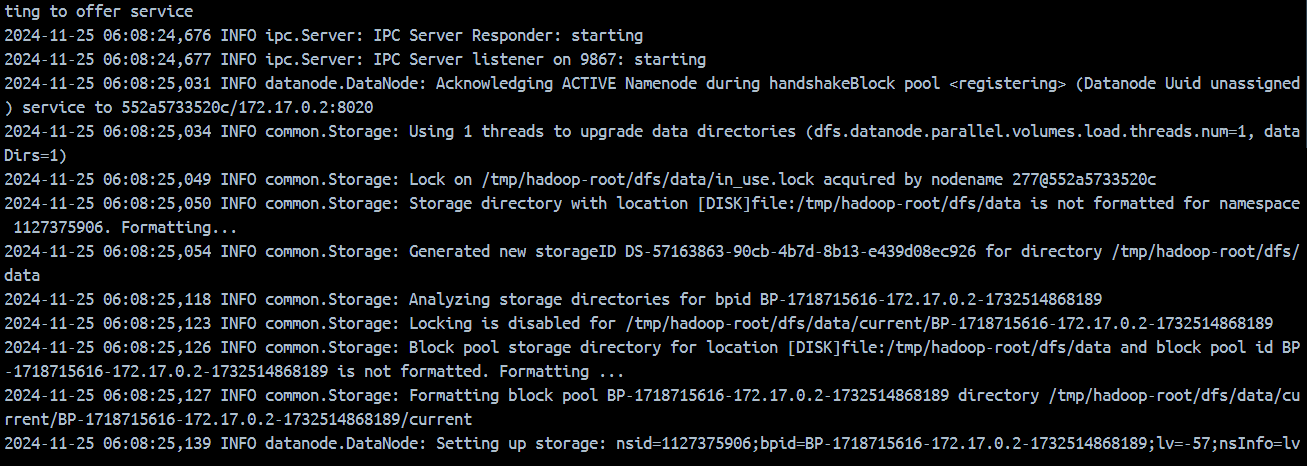 ting to offer service
2024-11-25 06:08:24,676 INFO ipc.Server: IPC Server Responder: starting
2024-11-25 06:08:24,677 INFO ipc.Server: IPC Server listener on 9867: starting
2024-11-25 06:08:25,031 INFO datanode.DataNode: Acknowledging ACTIVE Namenode during handshakeBlock pool <registering> (Datanode Uuid unassigned
) service to 552a5733520c/172.17.0.2:8020
2024-11-25 06:08:25,034 INFO common.Storage: Using 1 threads to upgrade data directories (dfs.datanode.parallel.volumes.load.threads.num=1, data
Dirs=1)
2024-11-25 06:08:25,049 INFO common.Storage: Lock on /tmp/hadoop-root/dfs/data/in_use.lock acquired by nodename 277@552a5733520c
2024-11-25 06:08:25,050 INFO common.Storage: Storage directory with location [DISK]file:/tmp/hadoop-root/dfs/data is not formatted for namespace
 1127375906. Formatting...
2024-11-25 06:08:25,054 INFO common.Storage: Generated new storageID DS-57163863-90cb-4b7d-8b13-e439d08ec926 for directory /tmp/hadoop-root/dfs/
data
2024-11-25 06:08:25,118 INFO common.Storage: Analyzing storage directories for bpid BP-1718715616-172.17.0.2-1732514868189
2024-11-25 06:08:25,123 INFO common.Storage: Locking is disabled for /tmp/hadoop-root/dfs/data/current/BP-1718715616-172.17.0.2-1732514868189
2024-11-25 06:08:25,126 INFO common.Storage: Block pool storage directory for location [DISK]file:/tmp/hadoop-root/dfs/data and block pool id BP
-1718715616-172.17.0.2-1732514868189 is not formatted. Formatting ...
2024-11-25 06:08:25,127 INFO common.Storage: Formatting block pool BP-1718715616-172.17.0.2-1732514868189 directory /tmp/hadoop-root/dfs/data/cu
rrent/BP-1718715616-172.17.0.2-1732514868189/current
2024-11-25 06:08:25,139 INFO datanode.DataNode: Setting up storage: nsid=1127375906;bpid=BP-1718715616-172.17.0.2-1732514868189;lv=-57;nsInfo=lv